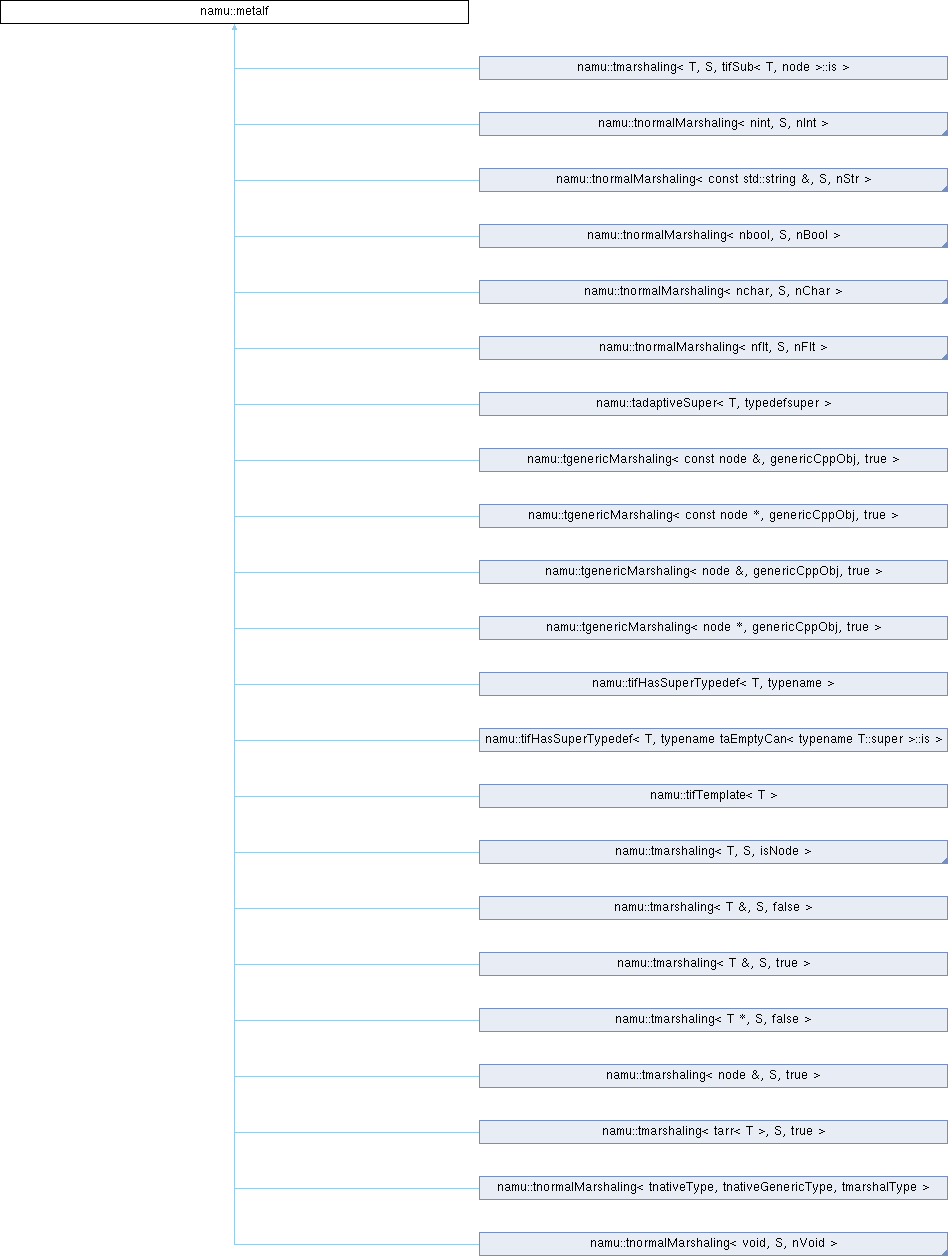 namu::metaIf
namu::tmarshaling< T, S, tifSub< T, node >::is >
namu::tnormalMarshaling< nint, S, nInt >
namu::tnormalMarshaling< const std::string &, S, nStr >
namu::tnormalMarshaling< nbool, S, nBool >
namu::tnormalMarshaling< nchar, S, nChar >
namu::tnormalMarshaling< nflt, S, nFlt >
namu::tadaptiveSuper< T, typedefsuper >
namu::tgenericMarshaling< const node &, genericCppObj, true >
namu::tgenericMarshaling< const node *, genericCppObj, true >
namu::tgenericMarshaling< node &, genericCppObj, true >
namu::tgenericMarshaling< node *, genericCppObj, true >
namu::tifHasSuperTypedef< T, typename >
namu::tifHasSuperTypedef< T, typename taEmptyCan< typename T::super >::is >
namu::tifTemplate< T >
namu::tmarshaling< T, S, isNode >
namu::tmarshaling< T &, S, false >
namu::tmarshaling< T &, S, true >
namu::tmarshaling< T *, S, false >
namu::tmarshaling< node &, S, true >
namu::tmarshaling< tarr< T >, S, true >
namu::tnormalMarshaling< tnativeType, tnativeGenericType, tmarshalType >
namu::tnormalMarshaling< void, S, nVoid >